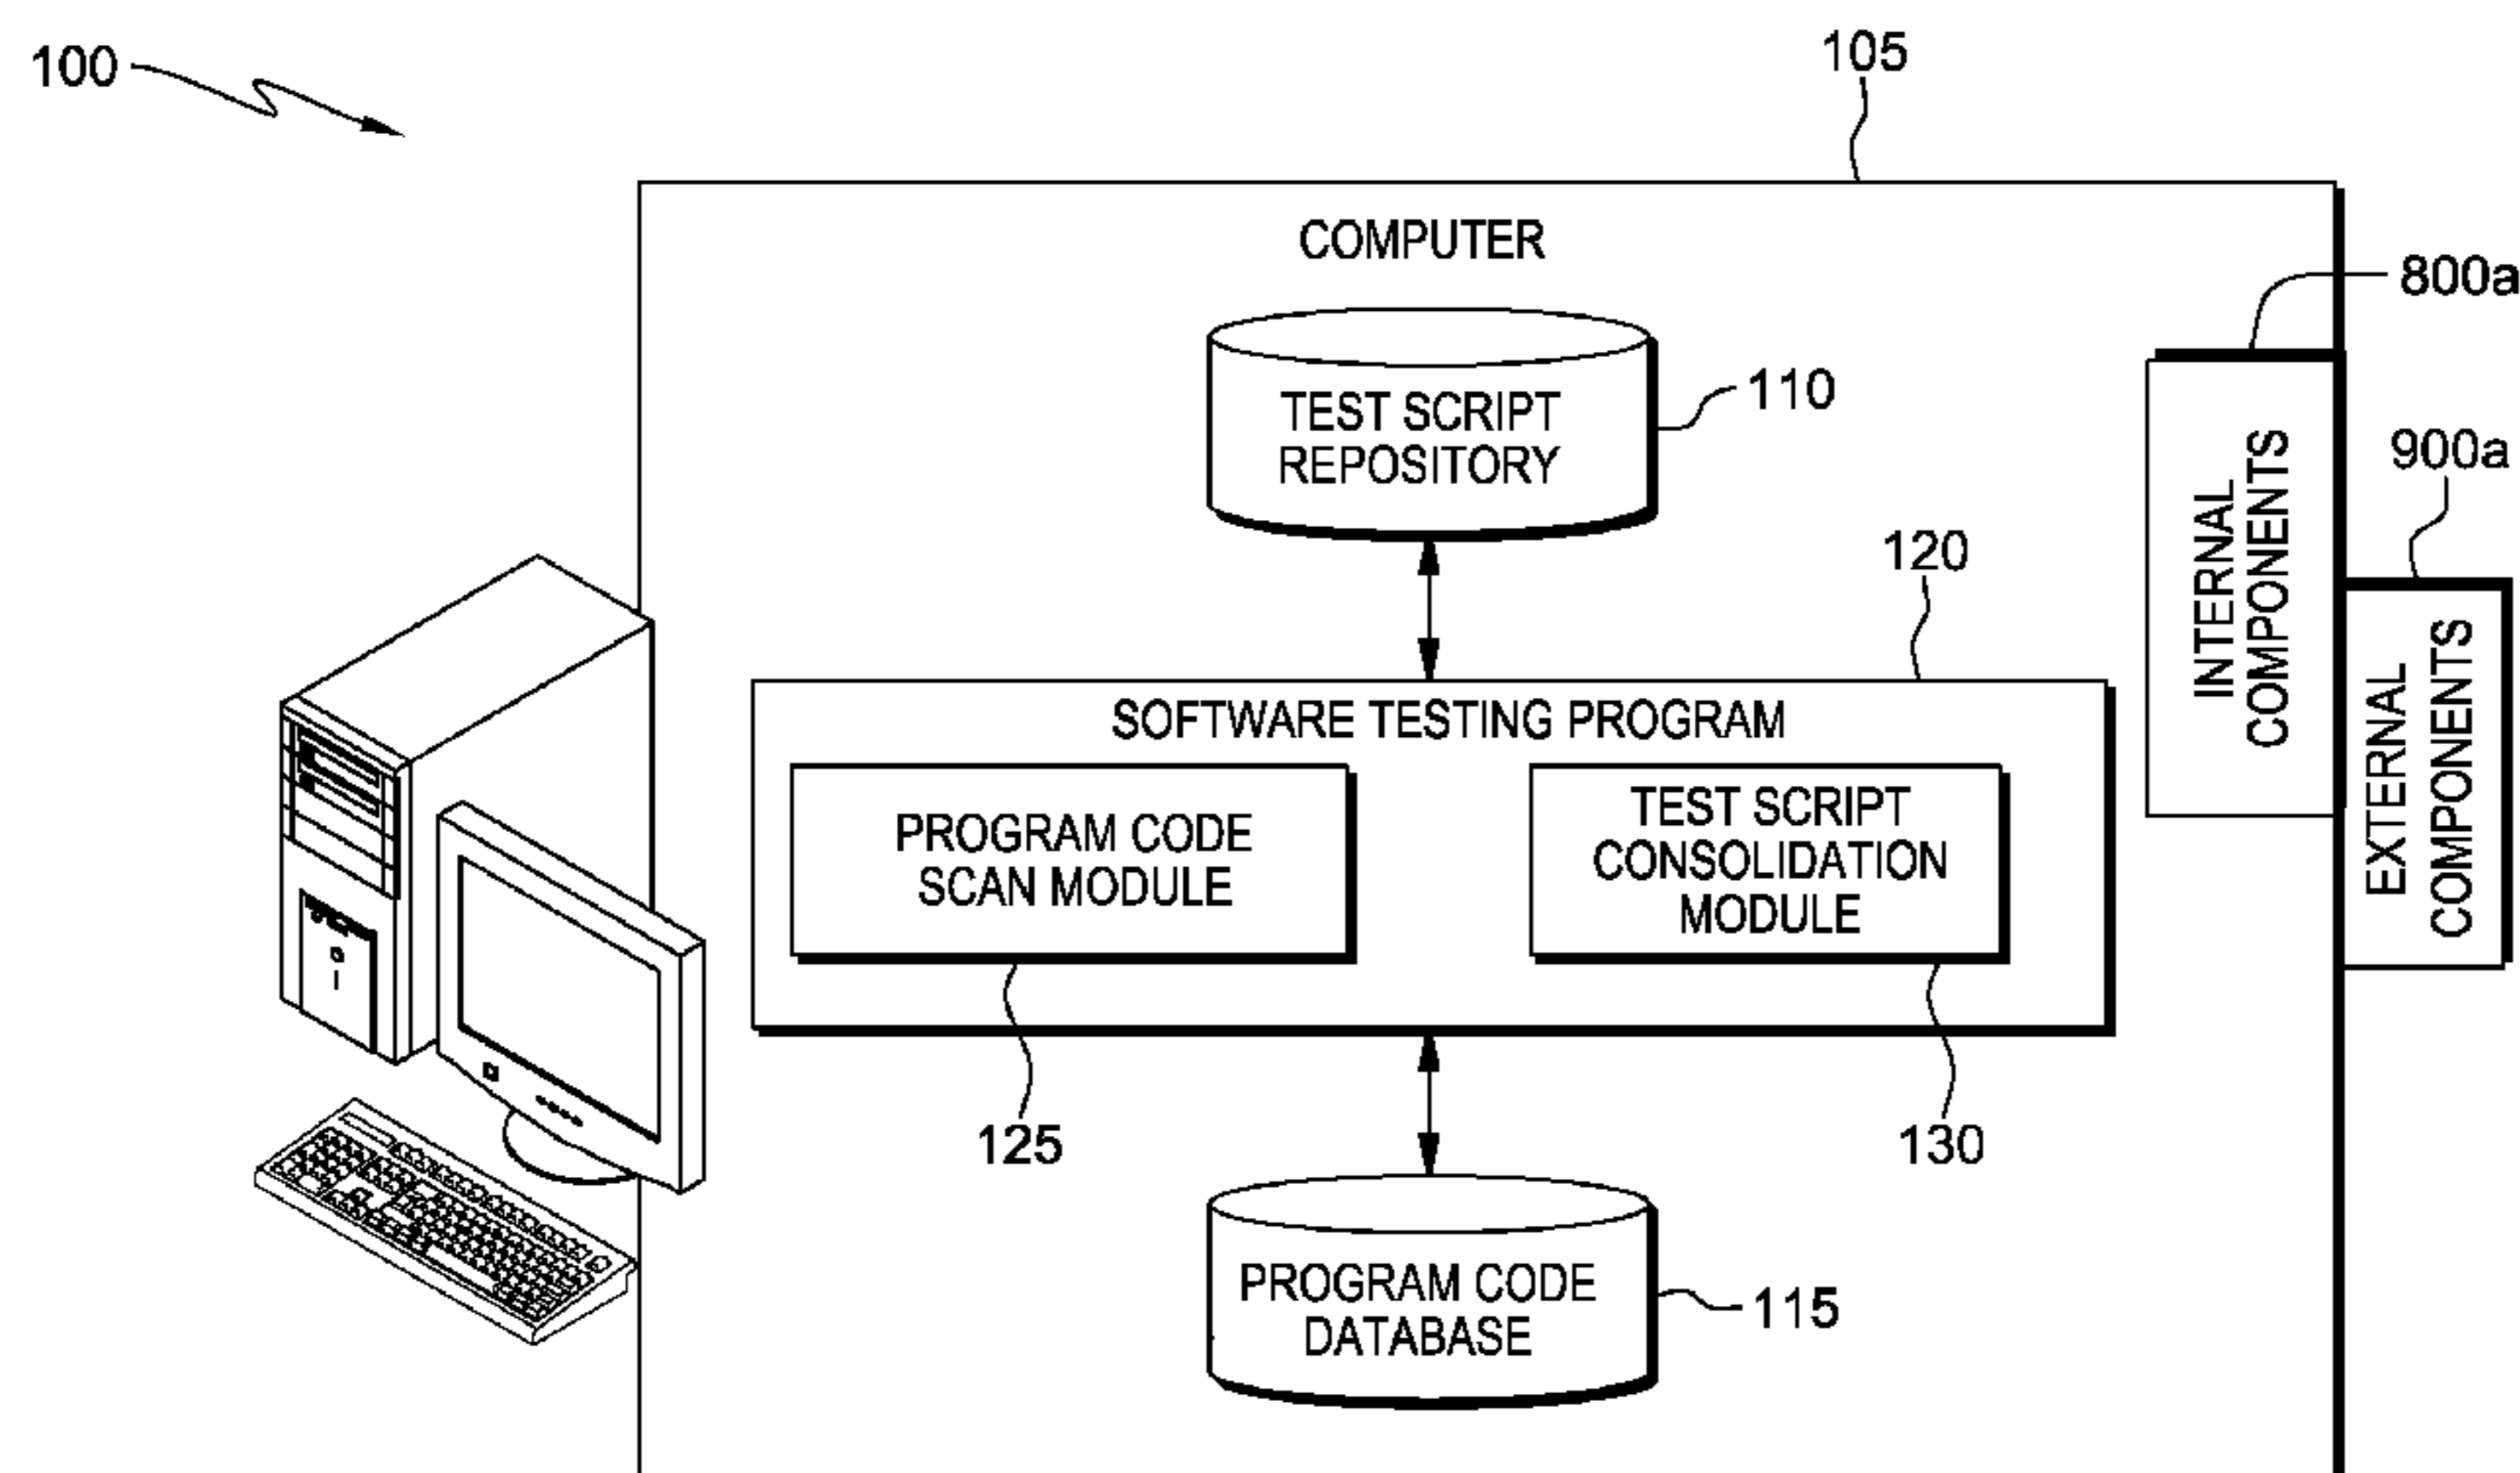 100
105
COMPUTER
800a
TEST SCRIPT
REPOSITORY
110
INTERNAL
COMPONENTS
900a
EXTERNAL
COMPONENTS
120
SOFTWARE TESTING PROGRAM
PROGRAM CODE
SCAN MODULE
TEST SCRIPT
CONSOLIDATION
MODULE
125
130
PROGRAM CODE
DATABASE
115